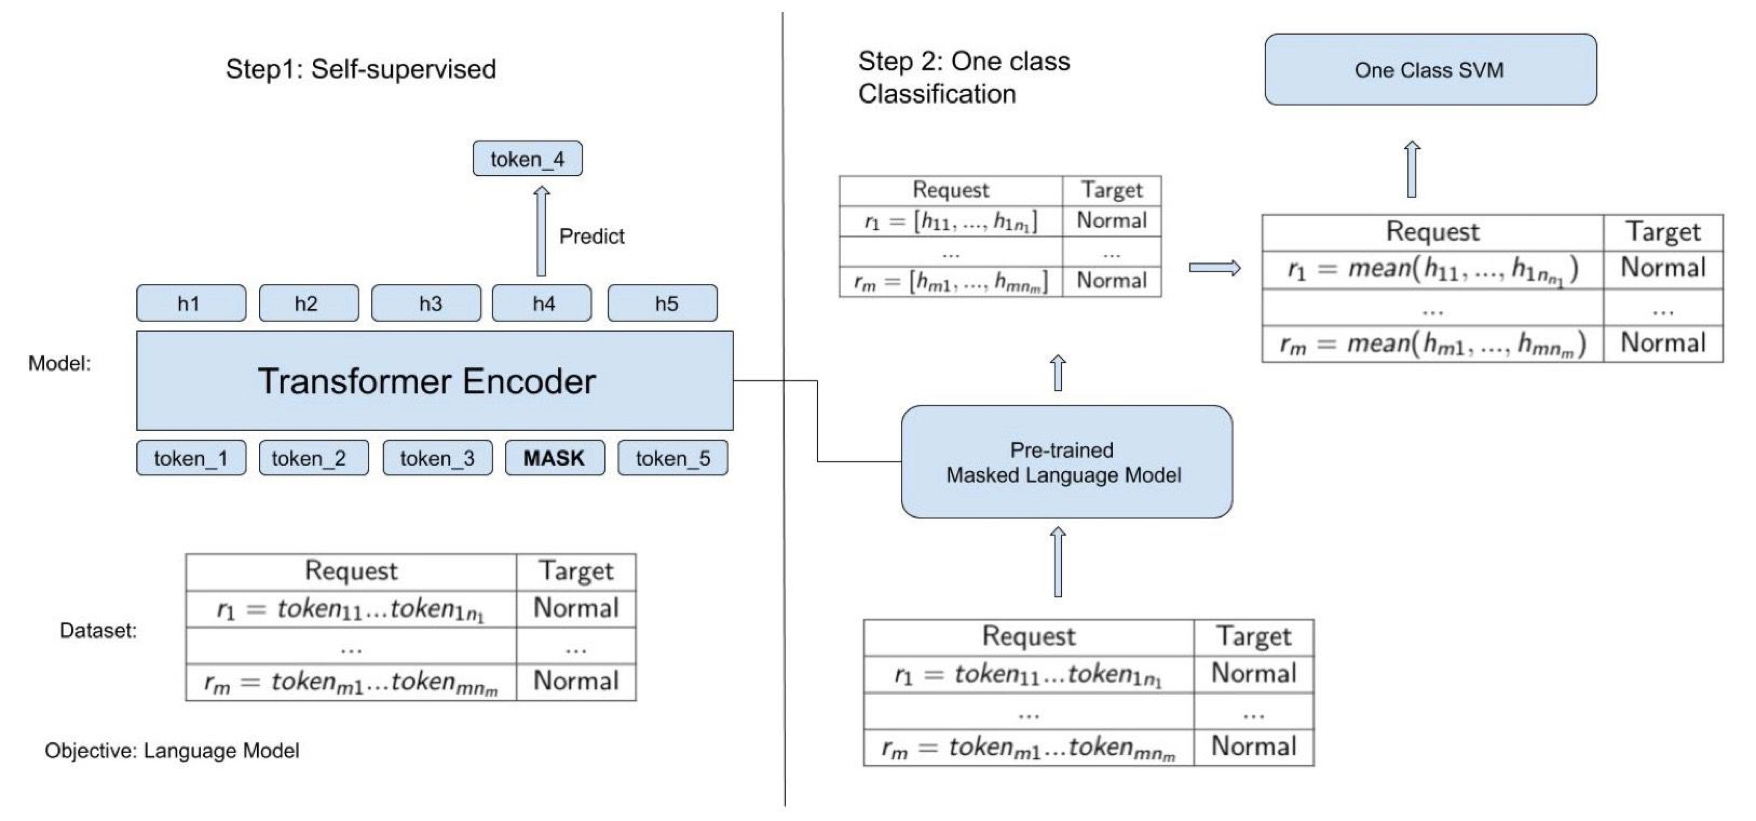 Step1: Self-supervised
token_4
Predict
h1 h2 h3 h4 h5
Model:
Transformer Encoder
token_1 token_2 token_3 MASK token_5
Dataset:
Request Target
r₁ = token₁₁...token₁ₙ₁ Normal
... ...
rₘ = tokenₘ₁...tokenₘₙₘ Normal
Objective: Language Model
Step 2: One class
Classification
One Class SVM
Request Target
r₁ = [h₁₁, ..., h₁ₙ₁] Normal
... ...
rₘ = [hₘ₁, ..., hₘₙₘ] Normal
Request Target
r₁ = mean(h₁₁, ..., h₁ₙₙ₁) Normal
... ...
rₘ = mean(hₘ₁, ..., hₘₙₘ) Normal
Pre-trained
Masked Language Model
Request Target
r₁ = token₁₁...token₁ₙ₁ Normal
... ...
rₘ = tokenₘ₁...tokenₘₙₘ Normal